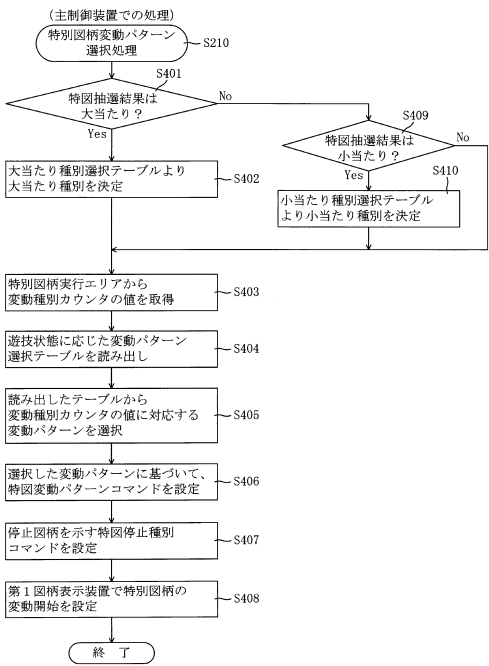 （主制御装置での処理）
特別図柄変動パターン
選択処理
S210
S401
特図抽選結果は
大当たり？
No
Yes
S409
特図抽選結果は
小当たり？
No
Yes
S410
大当たり種別選択テーブルより
大当たり種別を決定
S402
小当たり種別選択テーブル
より小当たり種別を決定
特別図柄実行エリアから
変動種別カウンタの値を取得
S403
遊技状態に応じた変動パターン
選択テーブルを読み出し
S404
読み出したテーブルから
変動種別カウンタの値に対応する
変動パターンを選択
S405
選択した変動パターンに基づいて、
特図変動パターンコマンドを設定
S406
停止図柄を示す特図停止種別
コマンドを設定
S407
第１図柄表示装置で特別図柄の
変動開始を設定
S408
終 了